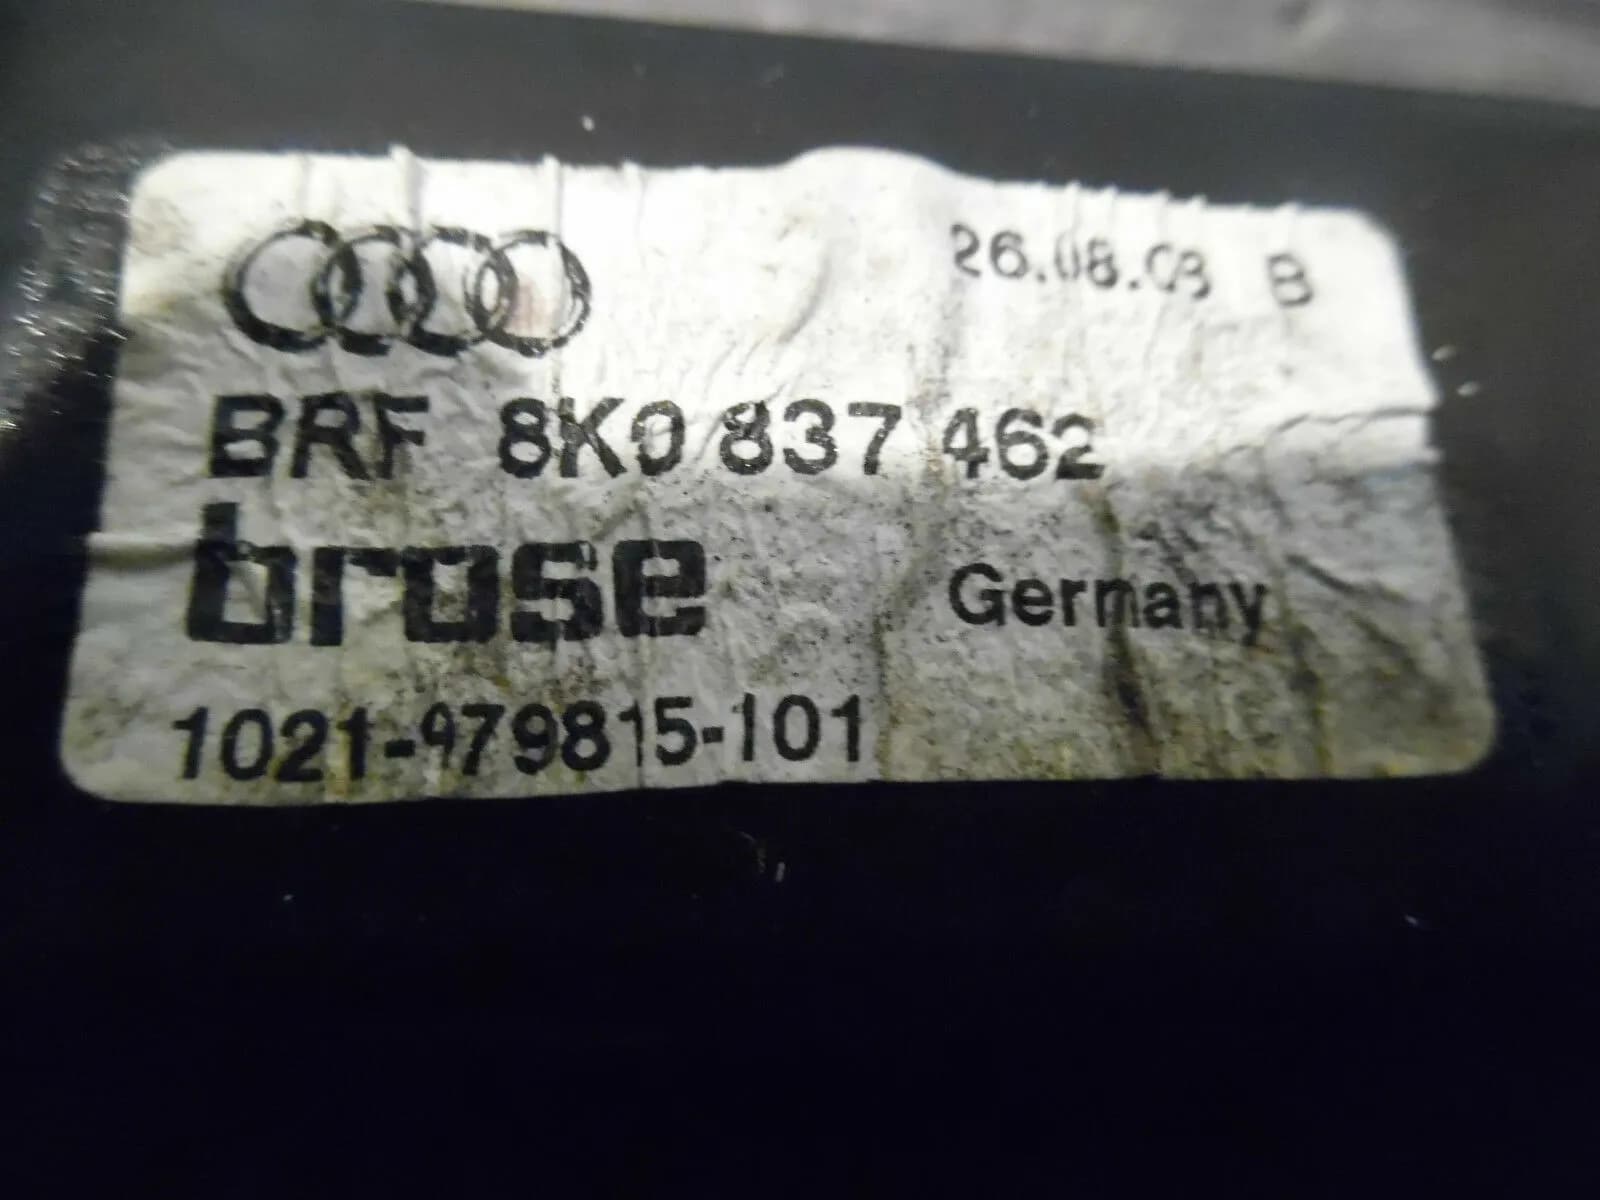 26.08.08 B
BRF 8K0 837 462
brose Germany
1021-979815-101